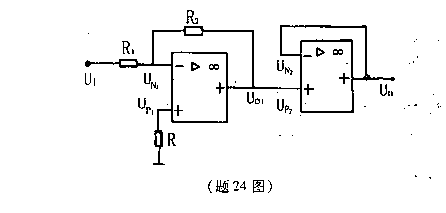 R₁
R₂
U_I
U_N₁
U_P₁
R
- ▷ ∞
+
+
U_O1
U_P₂
U_N₂
- ▷ ∞
+
+
U_o
(题24图)